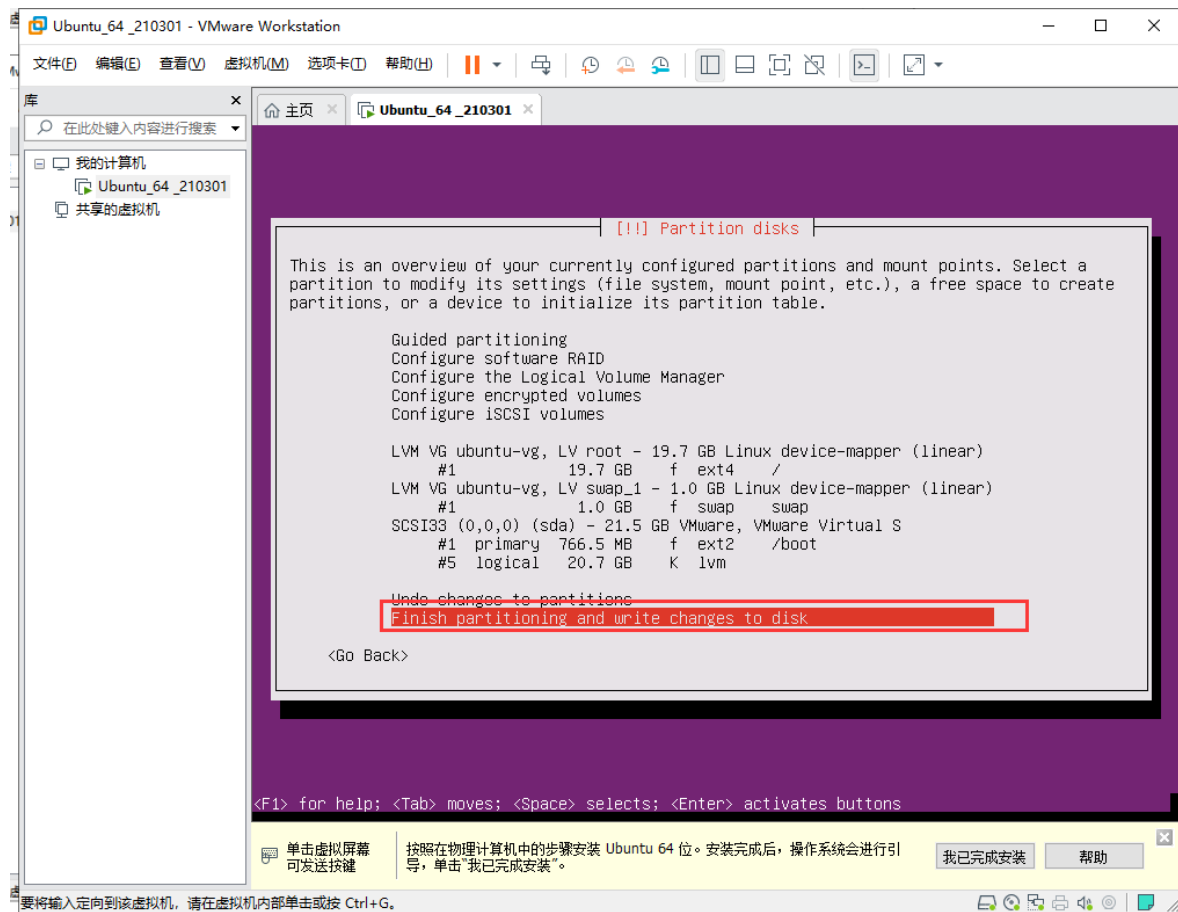 Ubuntu_64 _210301 - VMware Workstation
文件(F) 编辑(E) 查看(V) 虚拟机(M) 选项卡(T) 帮助(H)
库
在此处键入内容进行搜索
我的计算机
Ubuntu_64 _210301
共享的虚拟机
主页 Ubuntu_64 _210301
[!!] Partition disks
This is an overview of your currently configured partitions and mount points. Select a
partition to modify its settings (file system, mount point, etc.), a free space to create
partitions, or a device to initialize its partition table.
Guided partitioning
Configure software RAID
Configure the Logical Volume Manager
Configure encrypted volumes
Configure iSCSI volumes
LVM VG ubuntu-vg, LV root - 19.7 GB Linux device-mapper (linear)
#1 19.7 GB f ext4 /
LVM VG ubuntu-vg, LV swap_1 - 1.0 GB Linux device-mapper (linear)
#1 1.0 GB f swap swap
SCSI33 (0,0,0) (sda) - 21.5 GB VMware, VMware Virtual S
#1 primary 766.5 MB f ext2 /boot
#5 logical 20.7 GB K lvm
Undo changes to partitions
Finish partitioning and write changes to disk
<Go Back>
<F1> for help; <Tab> moves; <Space> selects; <Enter> activates buttons
单击虚拟屏幕
可发送按键
按照在物理计算机中的步骤安装 Ubuntu 64 位。安装完成后，操作系统会进行引
导，单击“我已完成安装”。
我已完成安装 帮助
要将输入定向到该虚拟机，请在虚拟机内部单击或按 Ctrl+G。